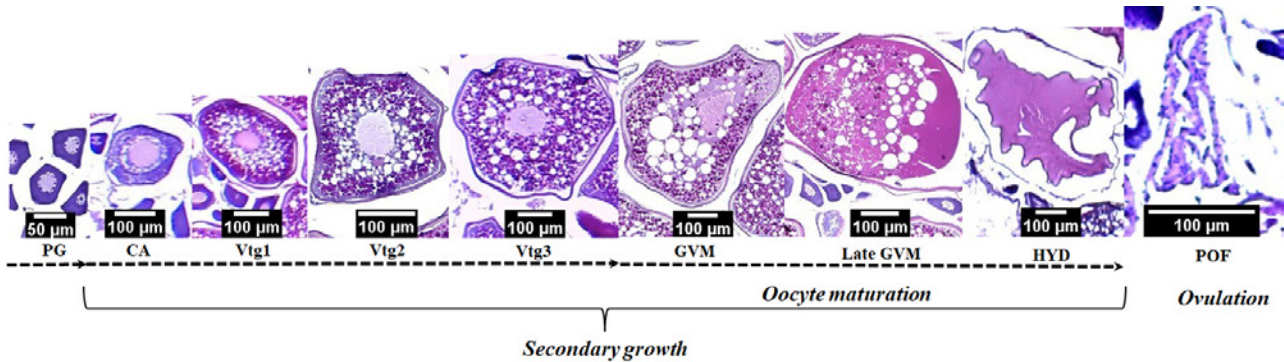 50 µm 100 µm 100 µm 100 µm 100 µm 100 µm 100 µm 100 µm 100 µm
PG CA Vtg1 Vtg2 Vtg3 GVM Late GVM HYD POF
Oocyte maturation Ovulation
Secondary growth